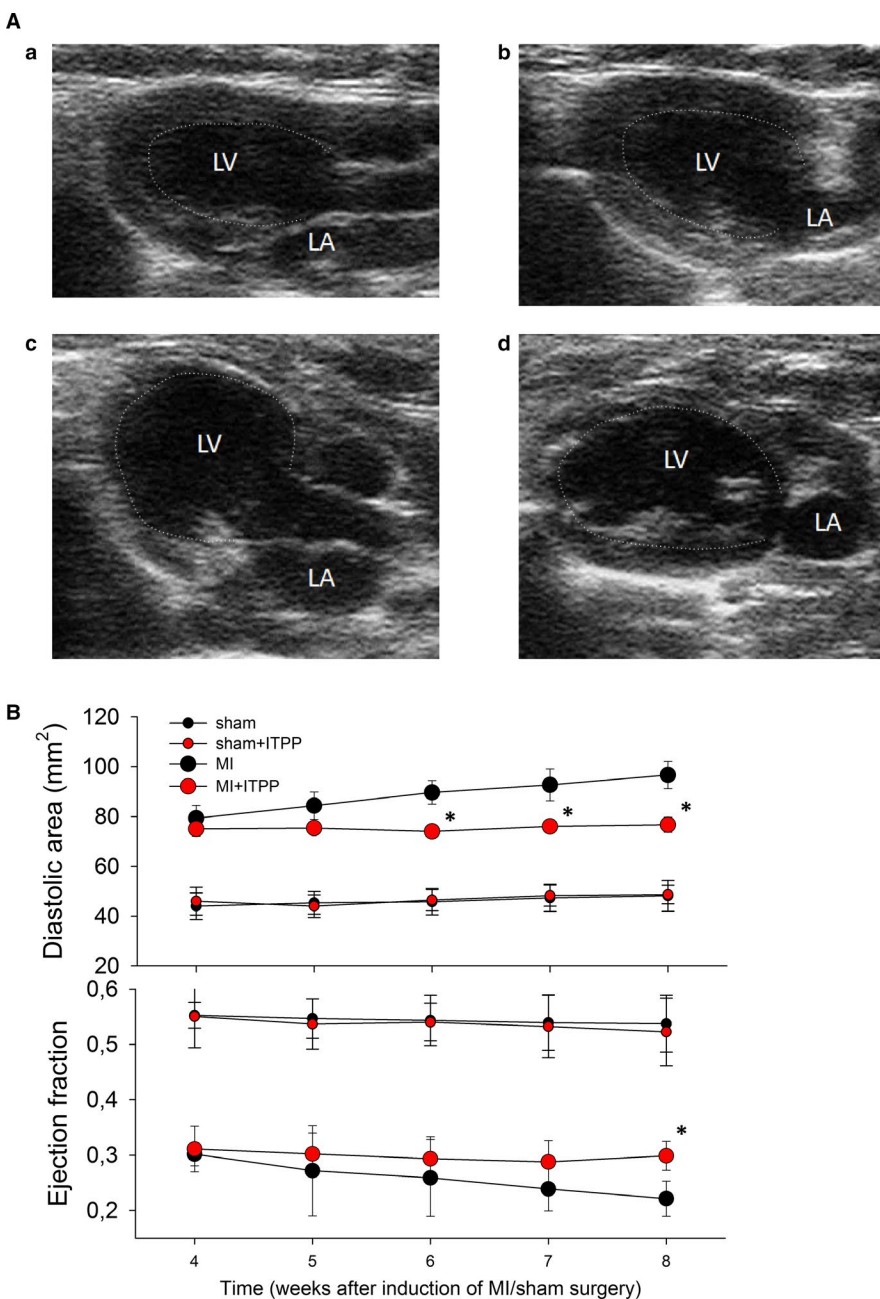 A
a
b
LV
LA
LV
LA
c
d
LV
LA
LV
LA
B
Diastolic area (mm²)
120
100
80
60
40
20
sham
sham+ITPP
MI
MI+ITPP
*
*
*
Ejection fraction
0,6
0,5
0,4
0,3
0,2
*
4
5
6
7
8
Time (weeks after induction of MI/sham surgery)